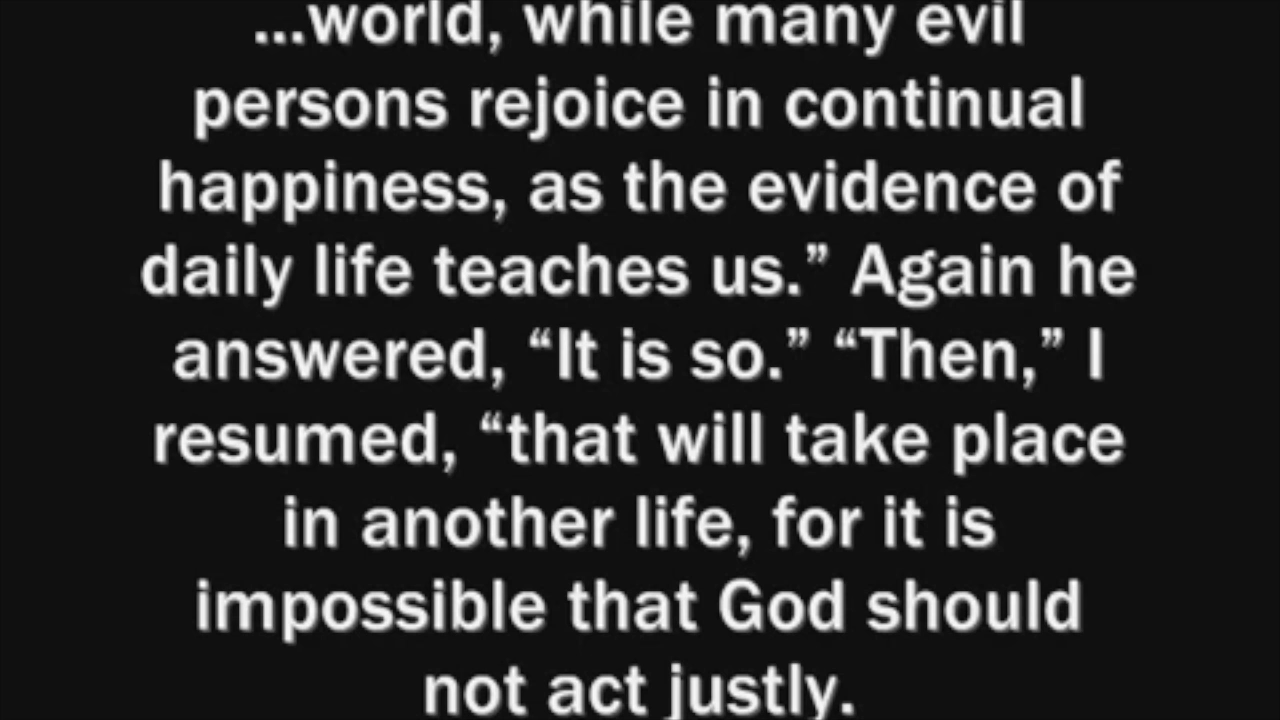 ...world, while many evil
persons rejoice in continual
happiness, as the evidence of
daily life teaches us.” Again he
answered, “It is so.” “Then,” I
resumed, “that will take place
in another life, for it is
impossible that God should
not act justly.